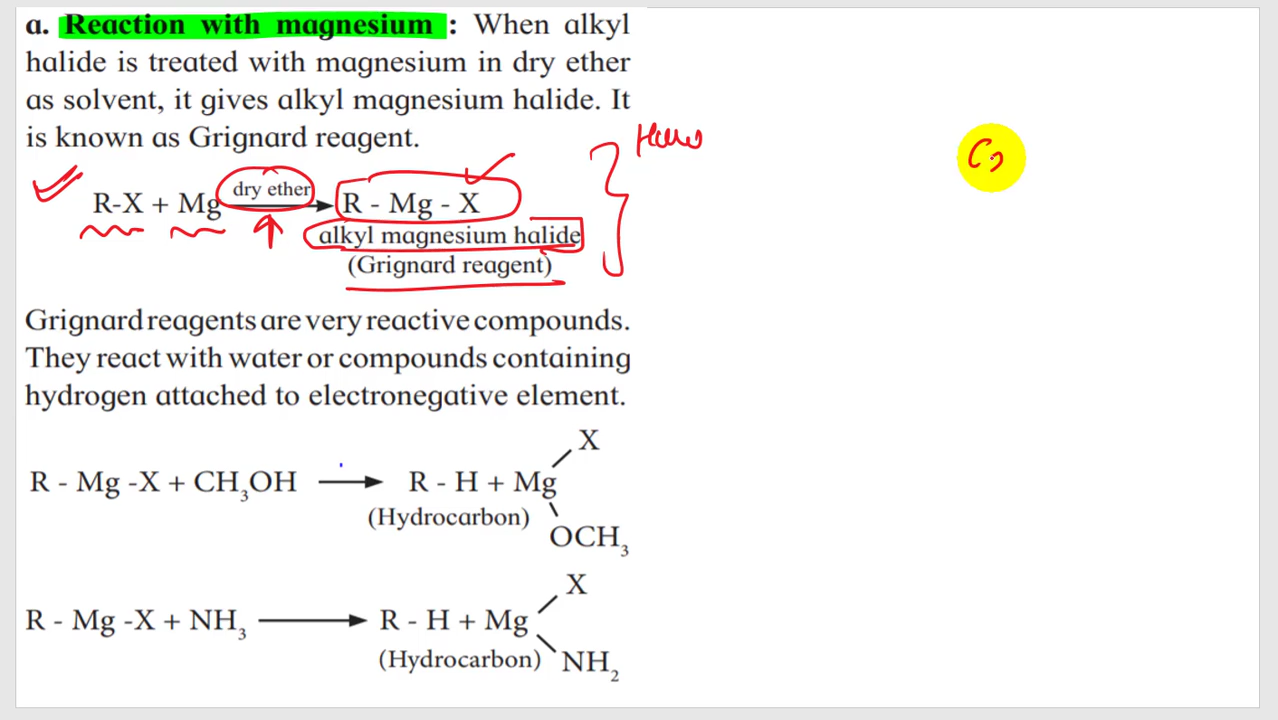 a. Reaction with magnesium : When alkyl
halide is treated with magnesium in dry ether
as solvent, it gives alkyl magnesium halide. It
is known as Grignard reagent.
R-X + Mg dry ether R - Mg - X
alkyl magnesium halide
(Grignard reagent)
Grignard reagents are very reactive compounds.
They react with water or compounds containing
hydrogen attached to electronegative element.
X
R - Mg -X + CH₃OH ⟶ R - H + Mg
(Hydrocarbon)
OCH₃
X
R - Mg -X + NH₃ ⟶ R - H + Mg
(Hydrocarbon) NH₂